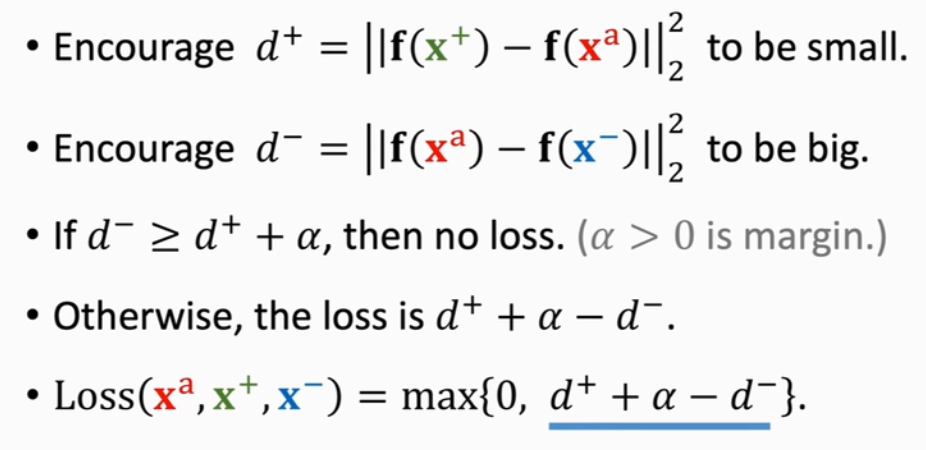 • Encourage d⁺ = ||f(x⁺) − f(xᵃ)||₂² to be small.
• Encourage d⁻ = ||f(xᵃ) − f(x⁻)||₂² to be big.
• If d⁻ ≥ d⁺ + α, then no loss. (α > 0 is margin.)
• Otherwise, the loss is d⁺ + α − d⁻.
• Loss(xᵃ, x⁺, x⁻) = max{0, d⁺ + α − d⁻}.